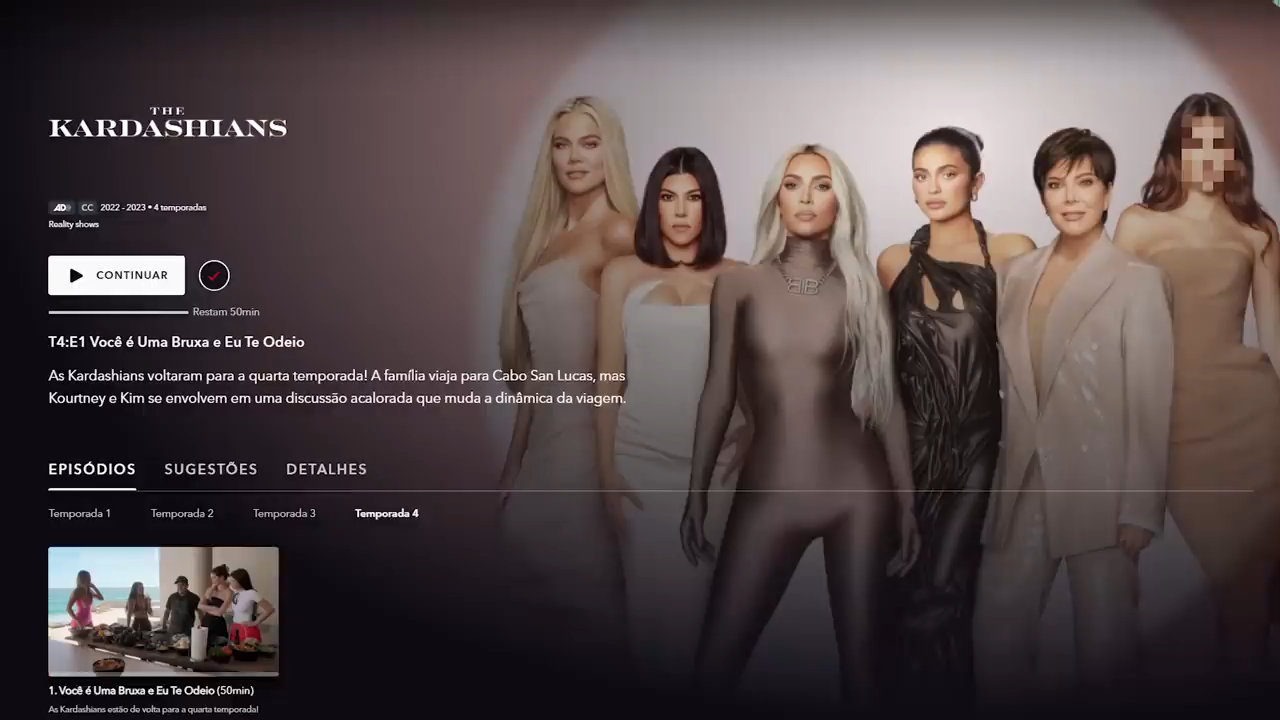 THE
KARDASHIANS
AD CC 2022 - 2023 • 4 temporadas
Reality shows
CONTINUAR
Restam 50min
T4:E1 Você é Uma Bruxa e Eu Te Odeio
As Kardashians voltaram para a quarta temporada! A família viaja para Cabo San Lucas, mas
Kourtney e Kim se envolvem em uma discussão acalorada que muda a dinâmica da viagem.
EPISÓDIOS SUGESTÕES DETALHES
Temporada 1 Temporada 2 Temporada 3 Temporada 4
1. Você é Uma Bruxa e Eu Te Odeio (50min)
As Kardashians estão de volta para a quarta temporada!